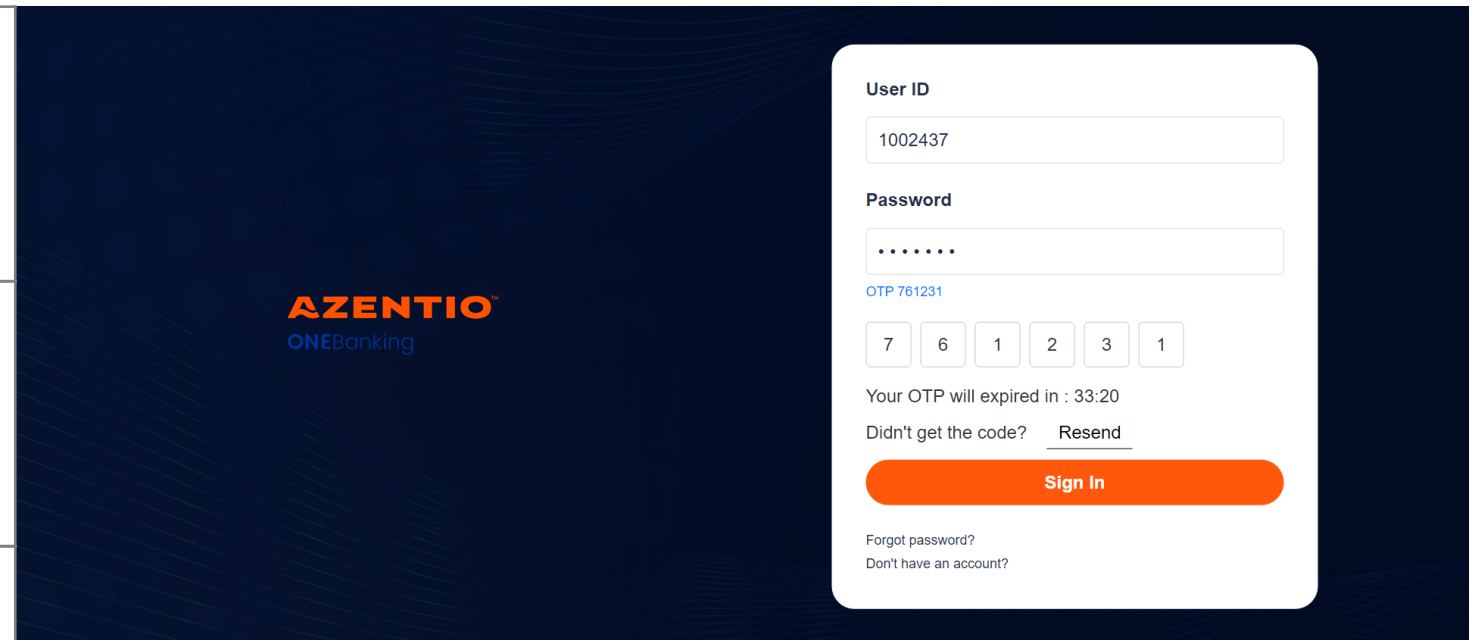 User ID
1002437
Password
•••••••
OTP 761231
AZENTIO™
ONEBanking
7 6 1 2 3 1
Your OTP will expired in : 33:20
Didn't get the code? Resend
Sign In
Forgot password?
Don't have an account?